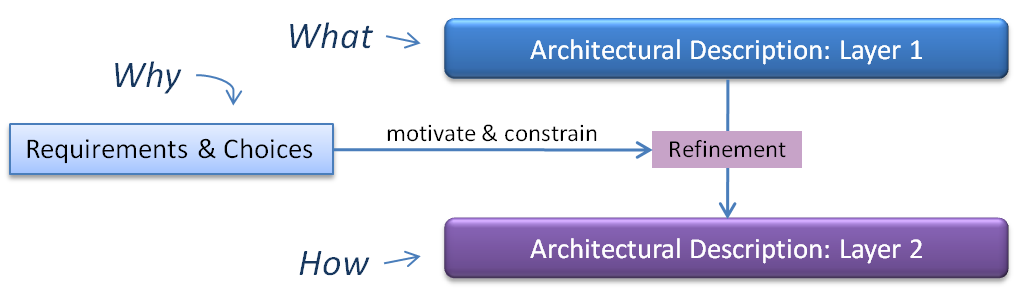 What
Architectural Description: Layer 1
Why
motivate & constrain
Requirements & Choices
Refinement
Architectural Description: Layer 2
How